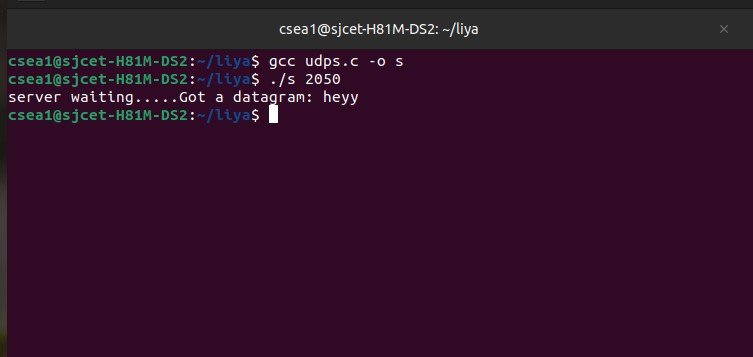 csea1@sjcet-H81M-DS2: ~/liya
csea1@sjcet-H81M-DS2:~/liya$ gcc udps.c -o s
csea1@sjcet-H81M-DS2:~/liya$ ./s 2050
server waiting.....Got a datagram: heyy
csea1@sjcet-H81M-DS2:~/liya$